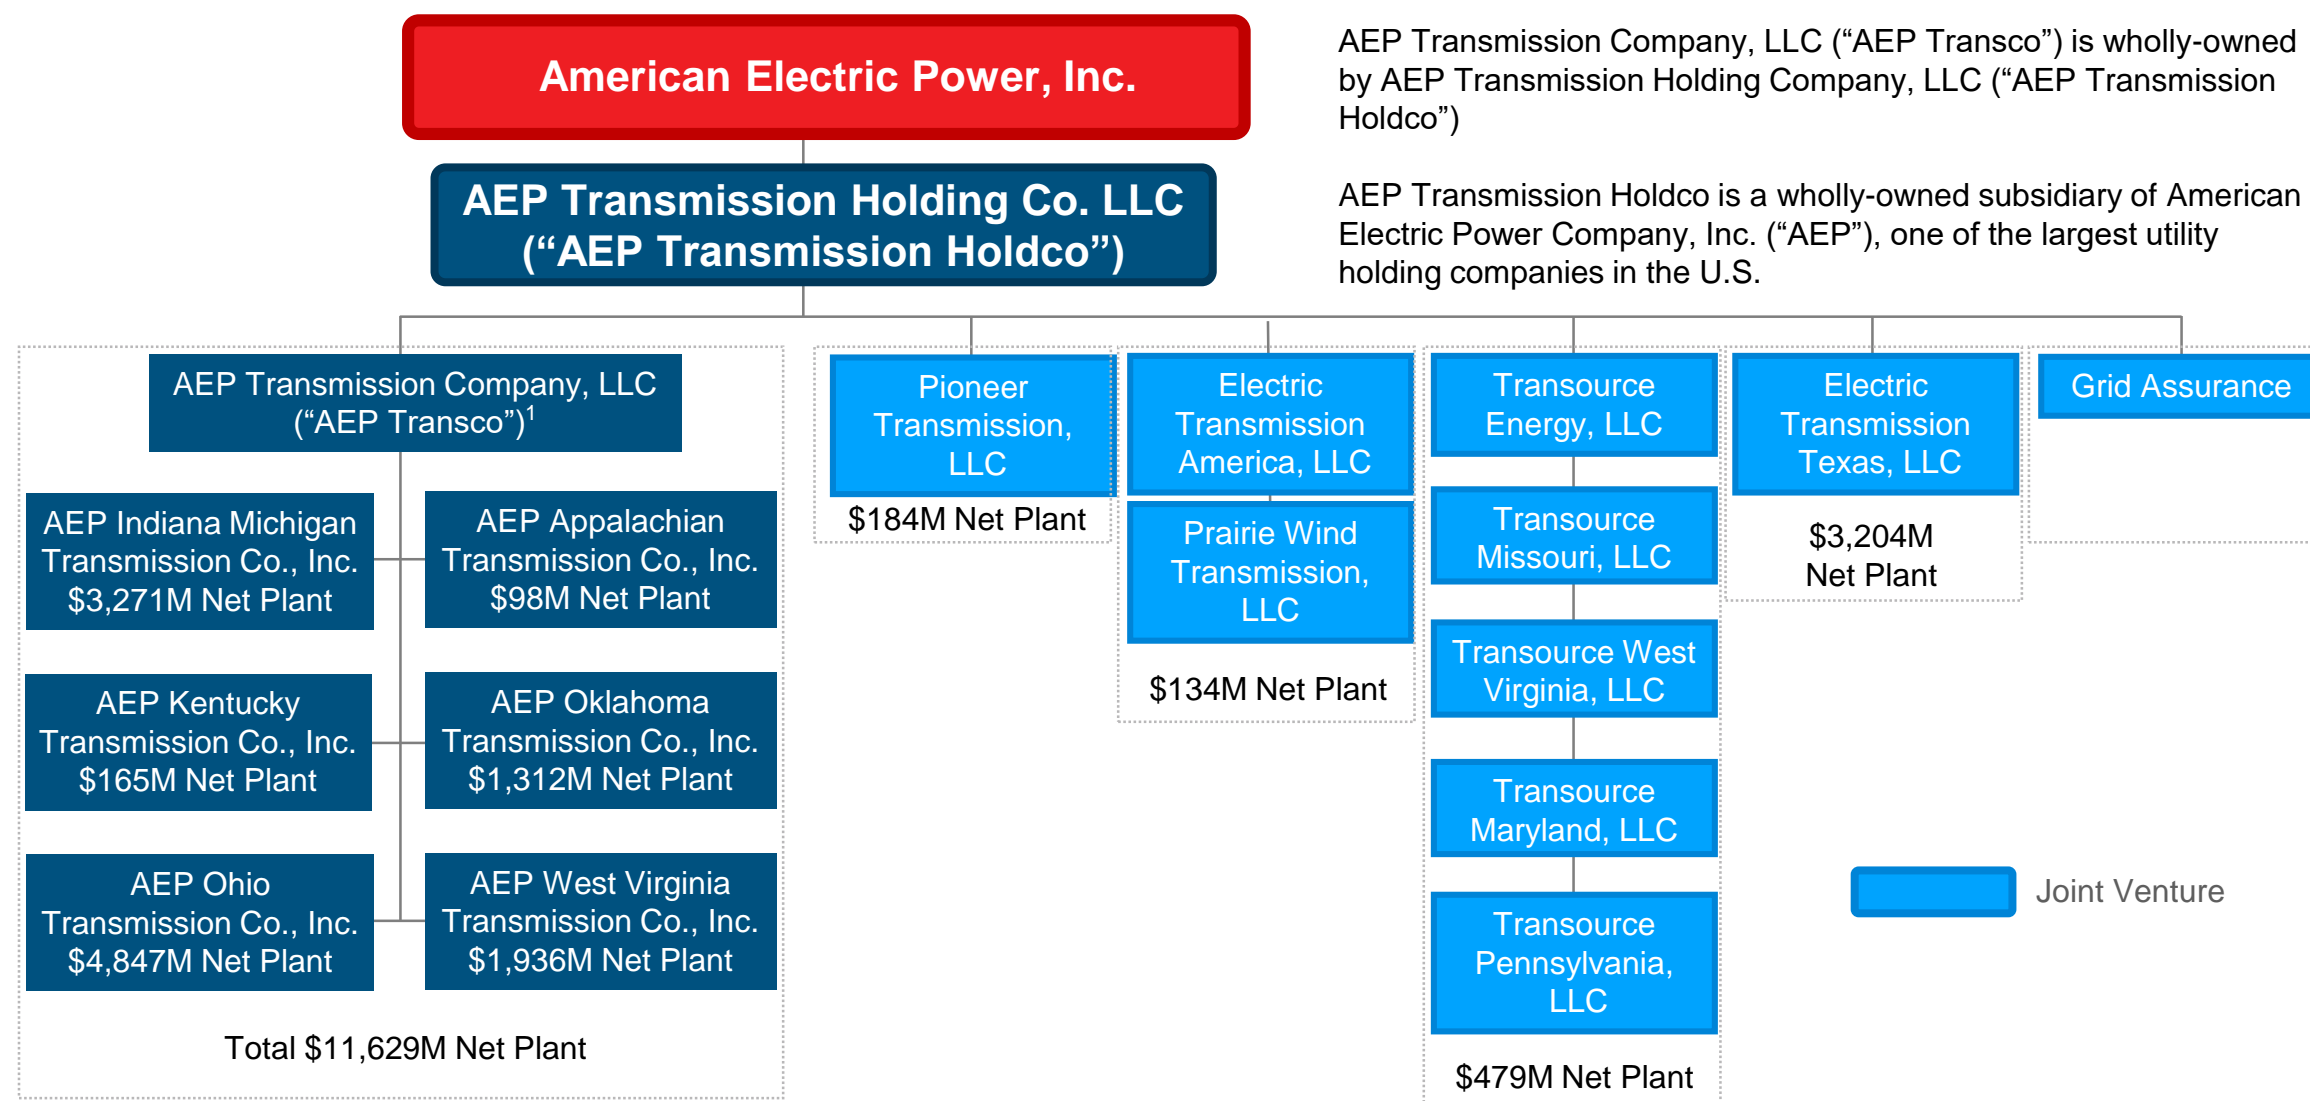 American Electric Power, Inc.
AEP Transmission Holding Co. LLC
(“AEP Transmission Holdco”)
AEP Transmission Company, LLC (“AEP Transco”) is wholly-owned
by AEP Transmission Holding Company, LLC (“AEP Transmission
Holdco”)
AEP Transmission Holdco is a wholly-owned subsidiary of American
Electric Power Company, Inc. (“AEP”), one of the largest utility
holding companies in the U.S.
AEP Transmission Company, LLC
(“AEP Transco”)1
AEP Indiana Michigan
Transmission Co., Inc.
$3,271M Net Plant
AEP Appalachian
Transmission Co., Inc.
$98M Net Plant
AEP Kentucky
Transmission Co., Inc.
$165M Net Plant
AEP Oklahoma
Transmission Co., Inc.
$1,312M Net Plant
AEP Ohio
Transmission Co., Inc.
$4,847M Net Plant
AEP West Virginia
Transmission Co., Inc.
$1,936M Net Plant
Total $11,629M Net Plant
Pioneer
Transmission,
LLC
$184M Net Plant
Electric
Transmission
America, LLC
Prairie Wind
Transmission,
LLC
$134M Net Plant
Transource
Energy, LLC
Transource
Missouri, LLC
Transource West
Virginia, LLC
Transource
Maryland, LLC
Transource
Pennsylvania,
LLC
$479M Net Plant
Electric
Transmission
Texas, LLC
$3,204M
Net Plant
Grid Assurance
Joint Venture